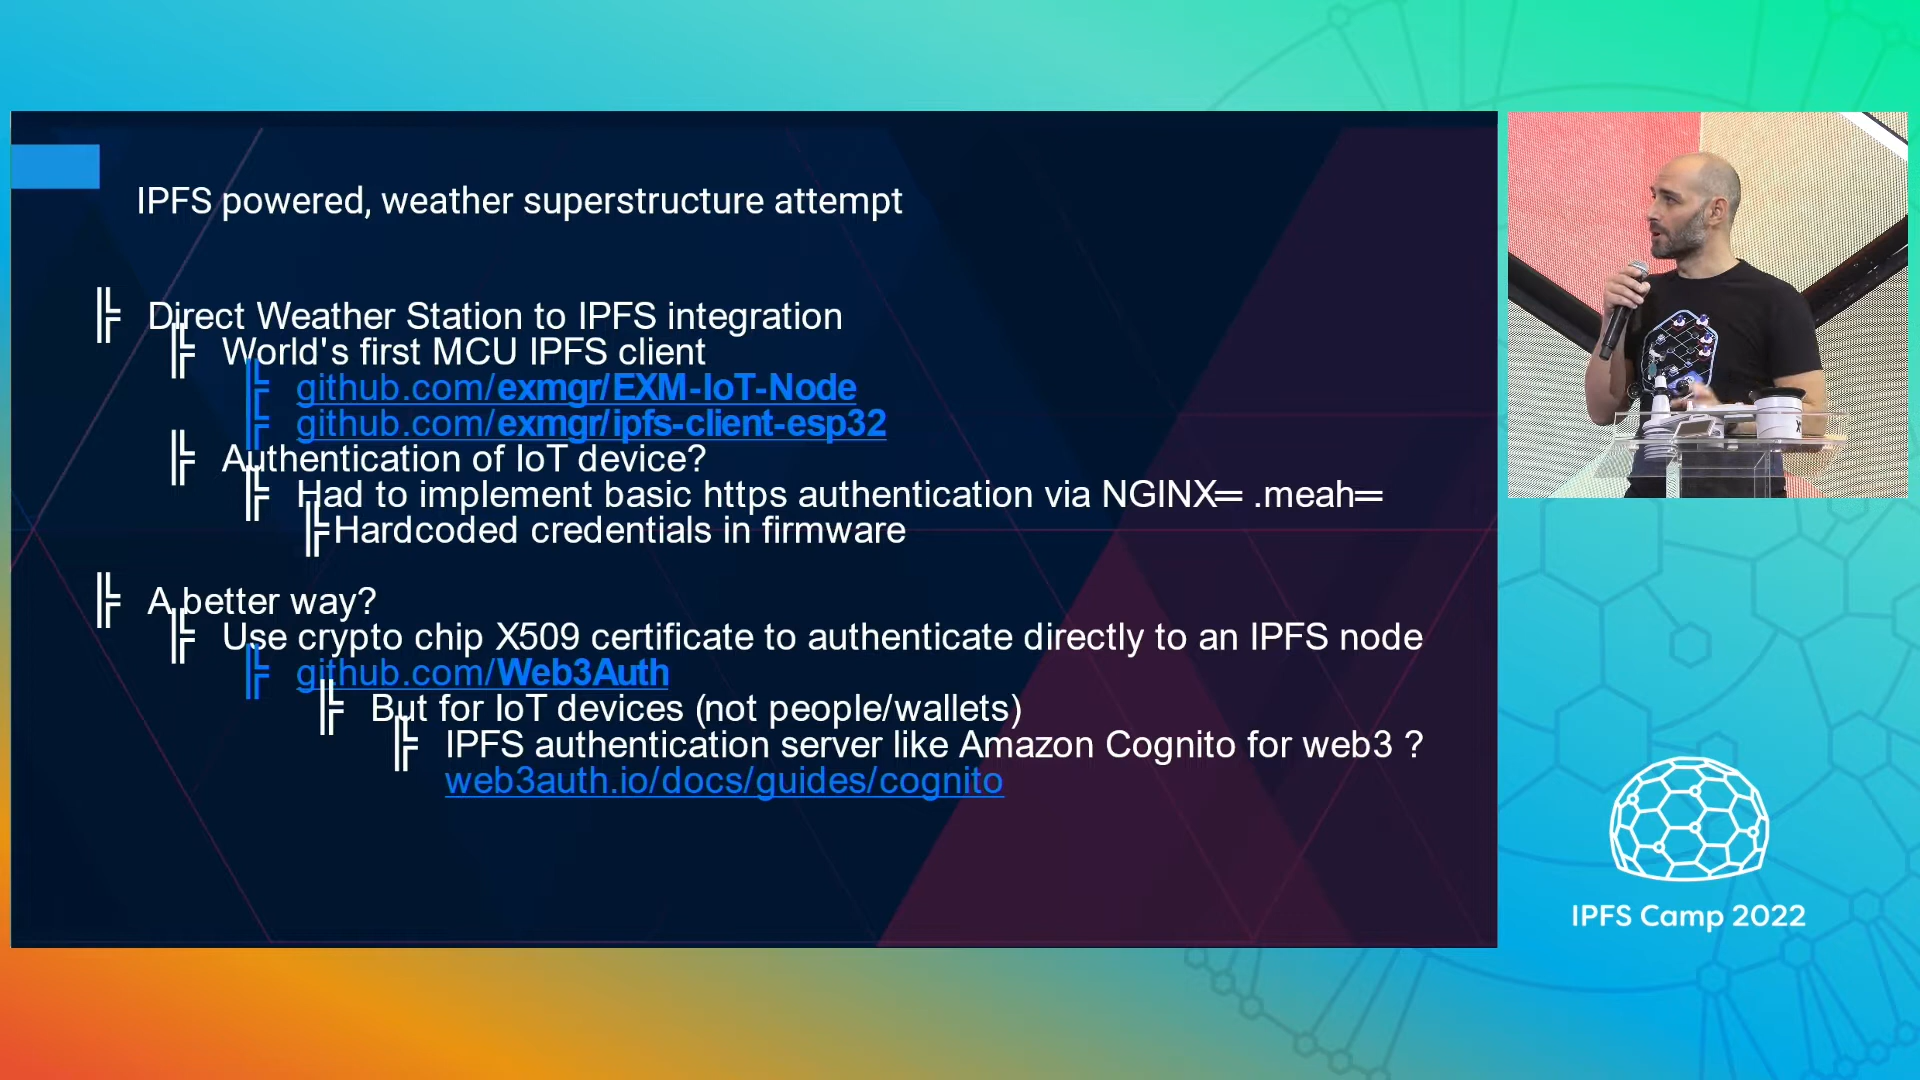 IPFS powered, weather superstructure attempt
╠ Direct Weather Station to IPFS integration
╠ World's first MCU IPFS client
╠ github.com/exmgr/EXM-IoT-Node
╠ github.com/exmgr/ipfs-client-esp32
╠ Authentication of IoT device?
╠ Had to implement basic https authentication via NGINX═ .meah═
╠Hardcoded credentials in firmware
╠ A better way?
╠ Use crypto chip X509 certificate to authenticate directly to an IPFS node
╠ github.com/Web3Auth
╠ But for IoT devices (not people/wallets)
╠ IPFS authentication server like Amazon Cognito for web3 ?
web3auth.io/docs/guides/cognito
IPFS Camp 2022